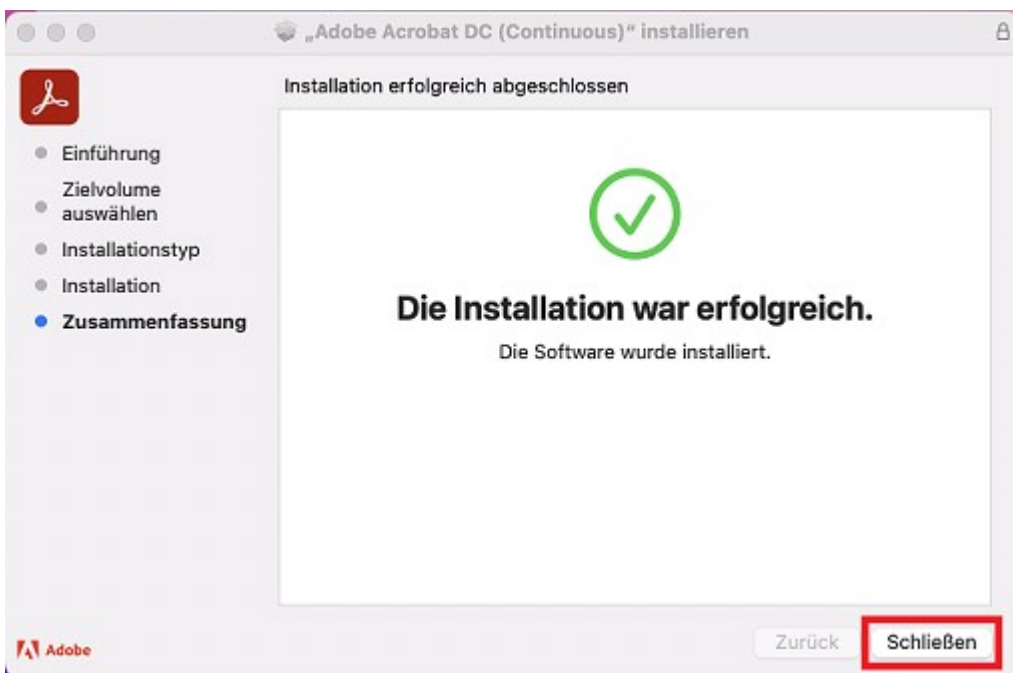 „Adobe Acrobat DC (Continuous)“ installieren
Installation erfolgreich abgeschlossen
Einführung
Zielvolume
auswählen
Installationstyp
Installation
Zusammenfassung
Die Installation war erfolgreich.
Die Software wurde installiert.
Adobe
Zurück
Schließen